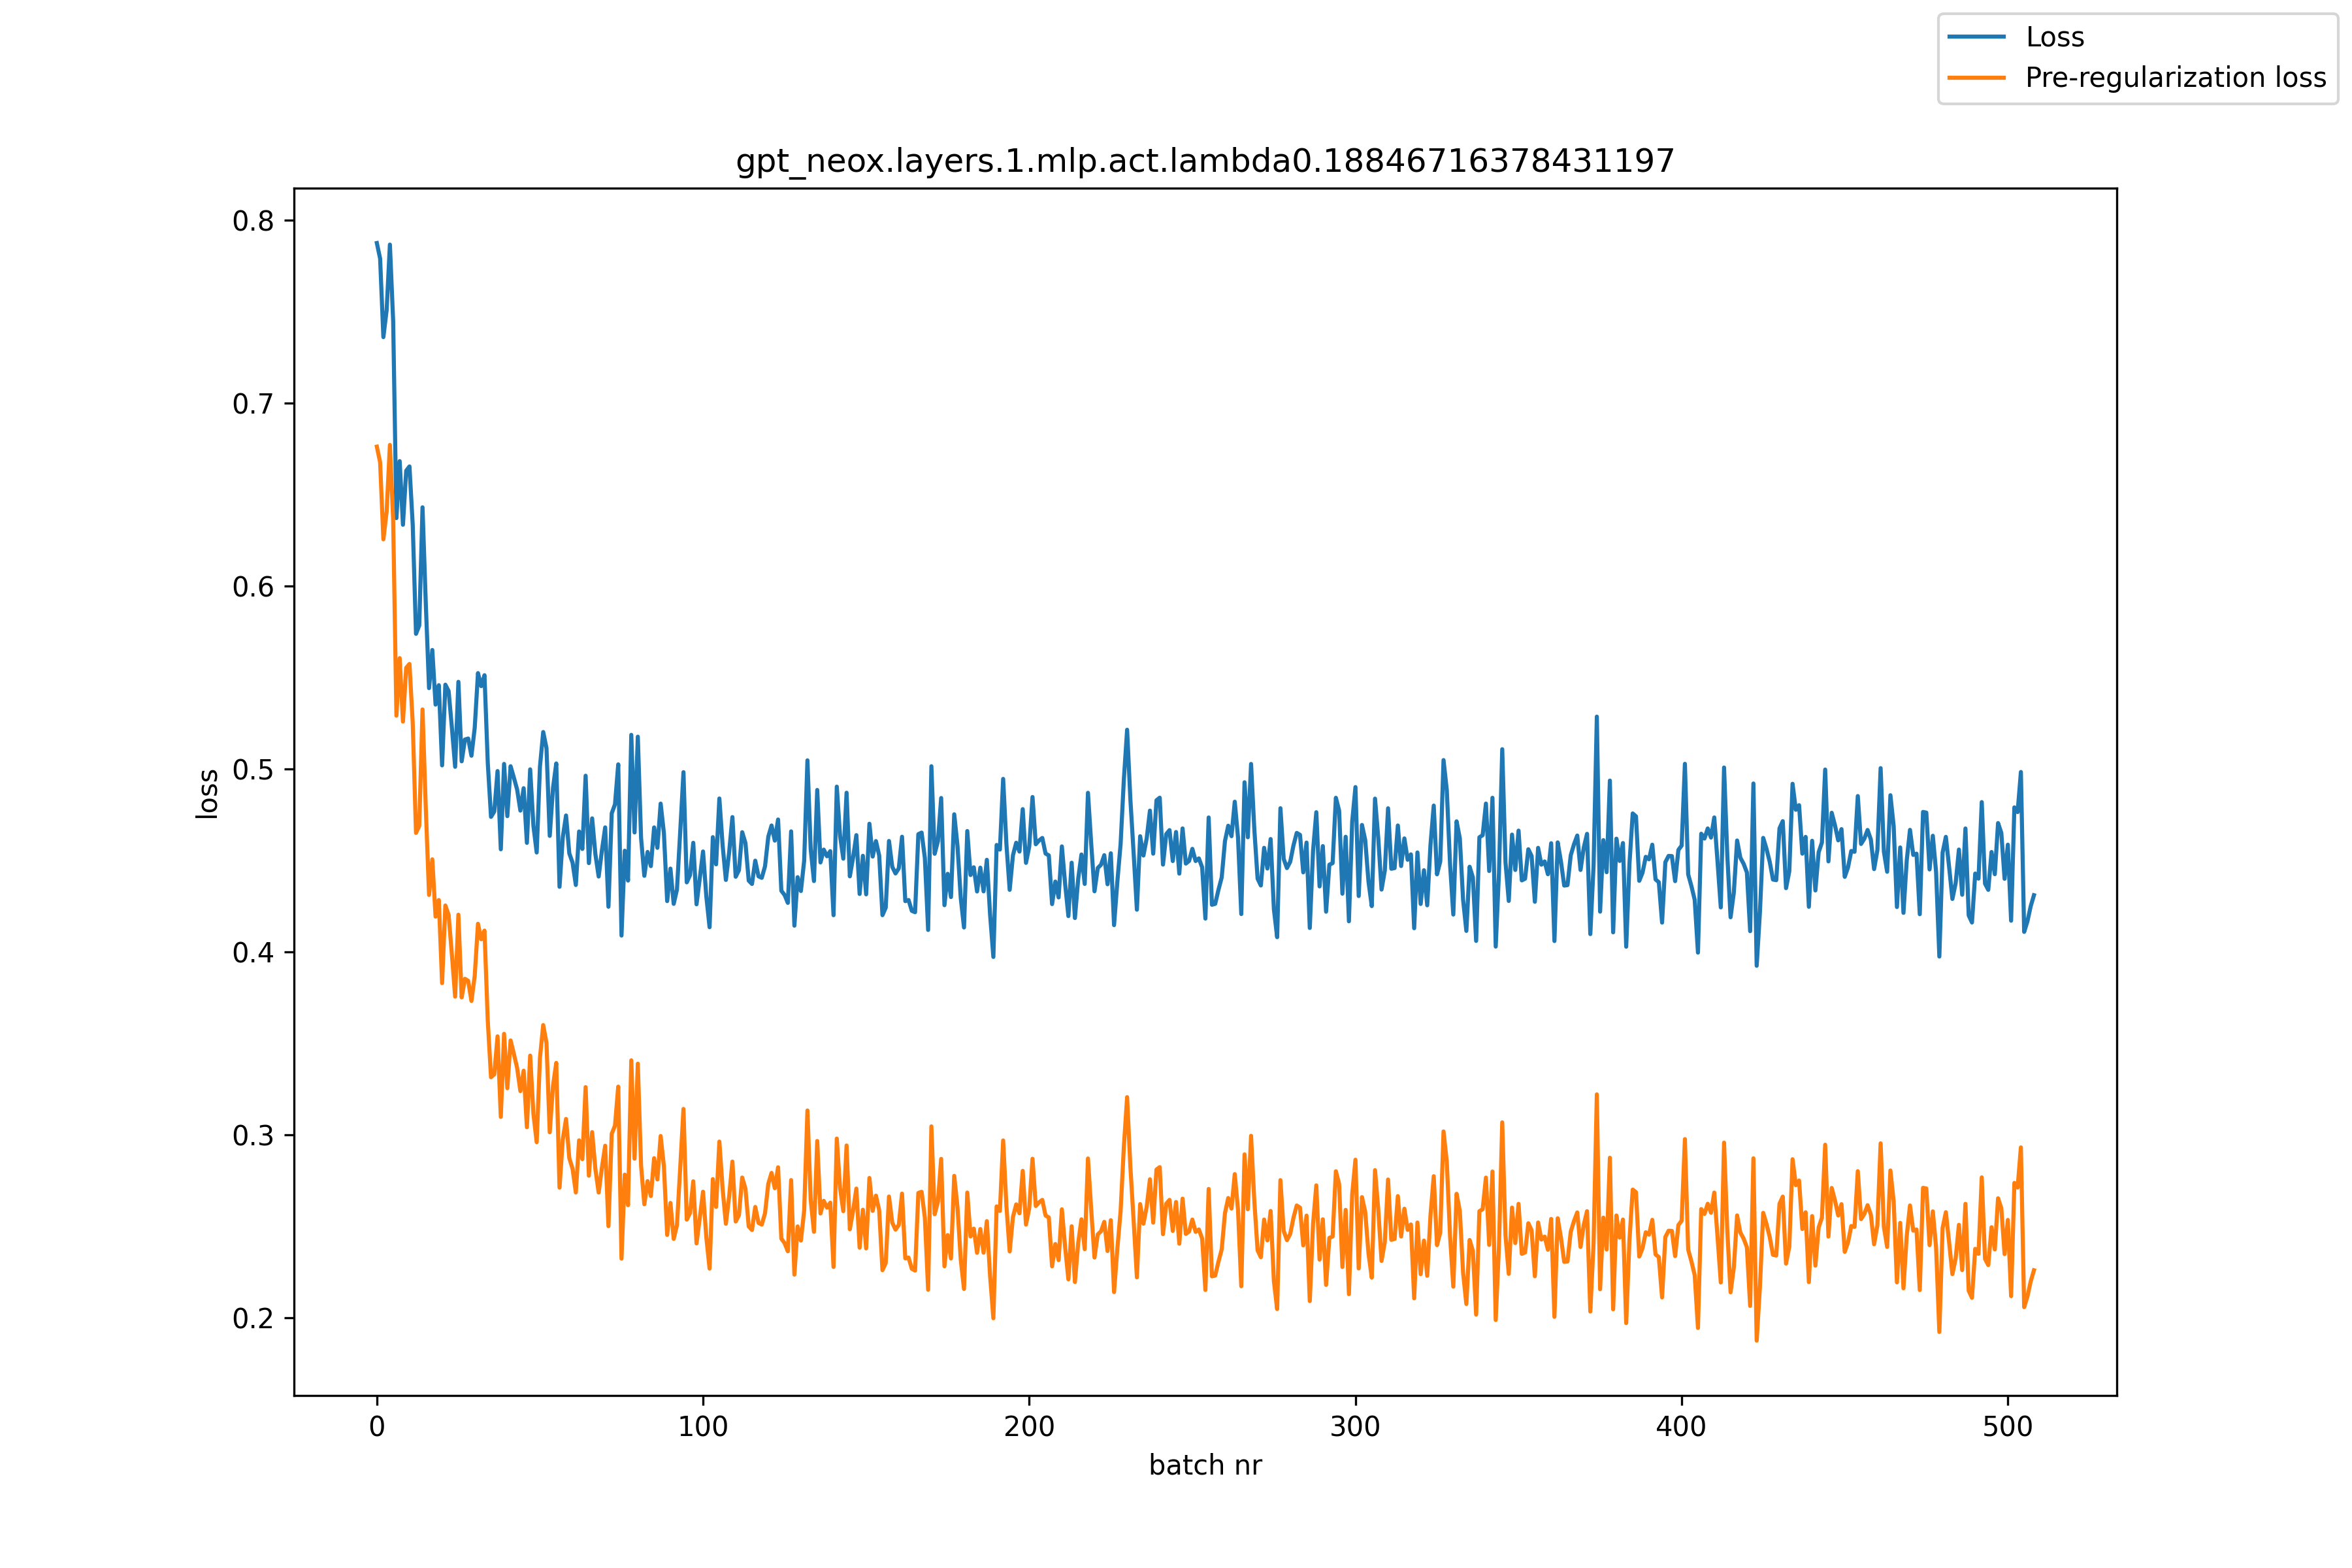 Loss
Pre-regularization loss
gpt_neox.layers.1.mlp.act.lambda0.18846716378431197
0.8
0.7
0.6
0.5
0.4
0.3
0.2
loss
0 100 200 300 400 500
batch nr